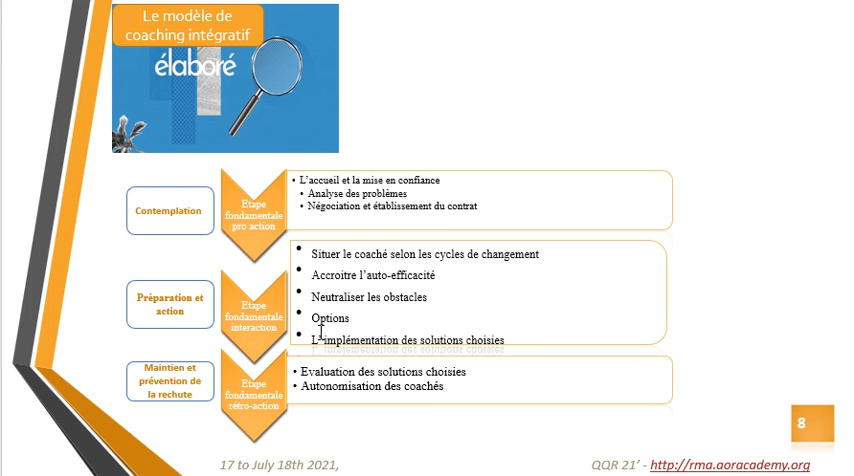 Le modèle de
coaching intégratif
élaboré
Contemplation
Etape
fondamentale
pro action
• L’accueil et la mise en confiance
• Analyse des problèmes
• Négociation et établissement du contrat
Préparation et
action
Etape
fondamentale
interaction
• Situer le coaché selon les cycles de changement
• Accroitre l’auto-efficacité
• Neutraliser les obstacles
• Options
• L’implémentation des solutions choisies
Maintien et
prévention de
la rechute
Etape
fondamentale
rétro-action
• Evaluation des solutions choisies
• Autonomisation des coachés
8
17 to July 18th 2021,
QQR 21’ - http://rma.aoracademy.org